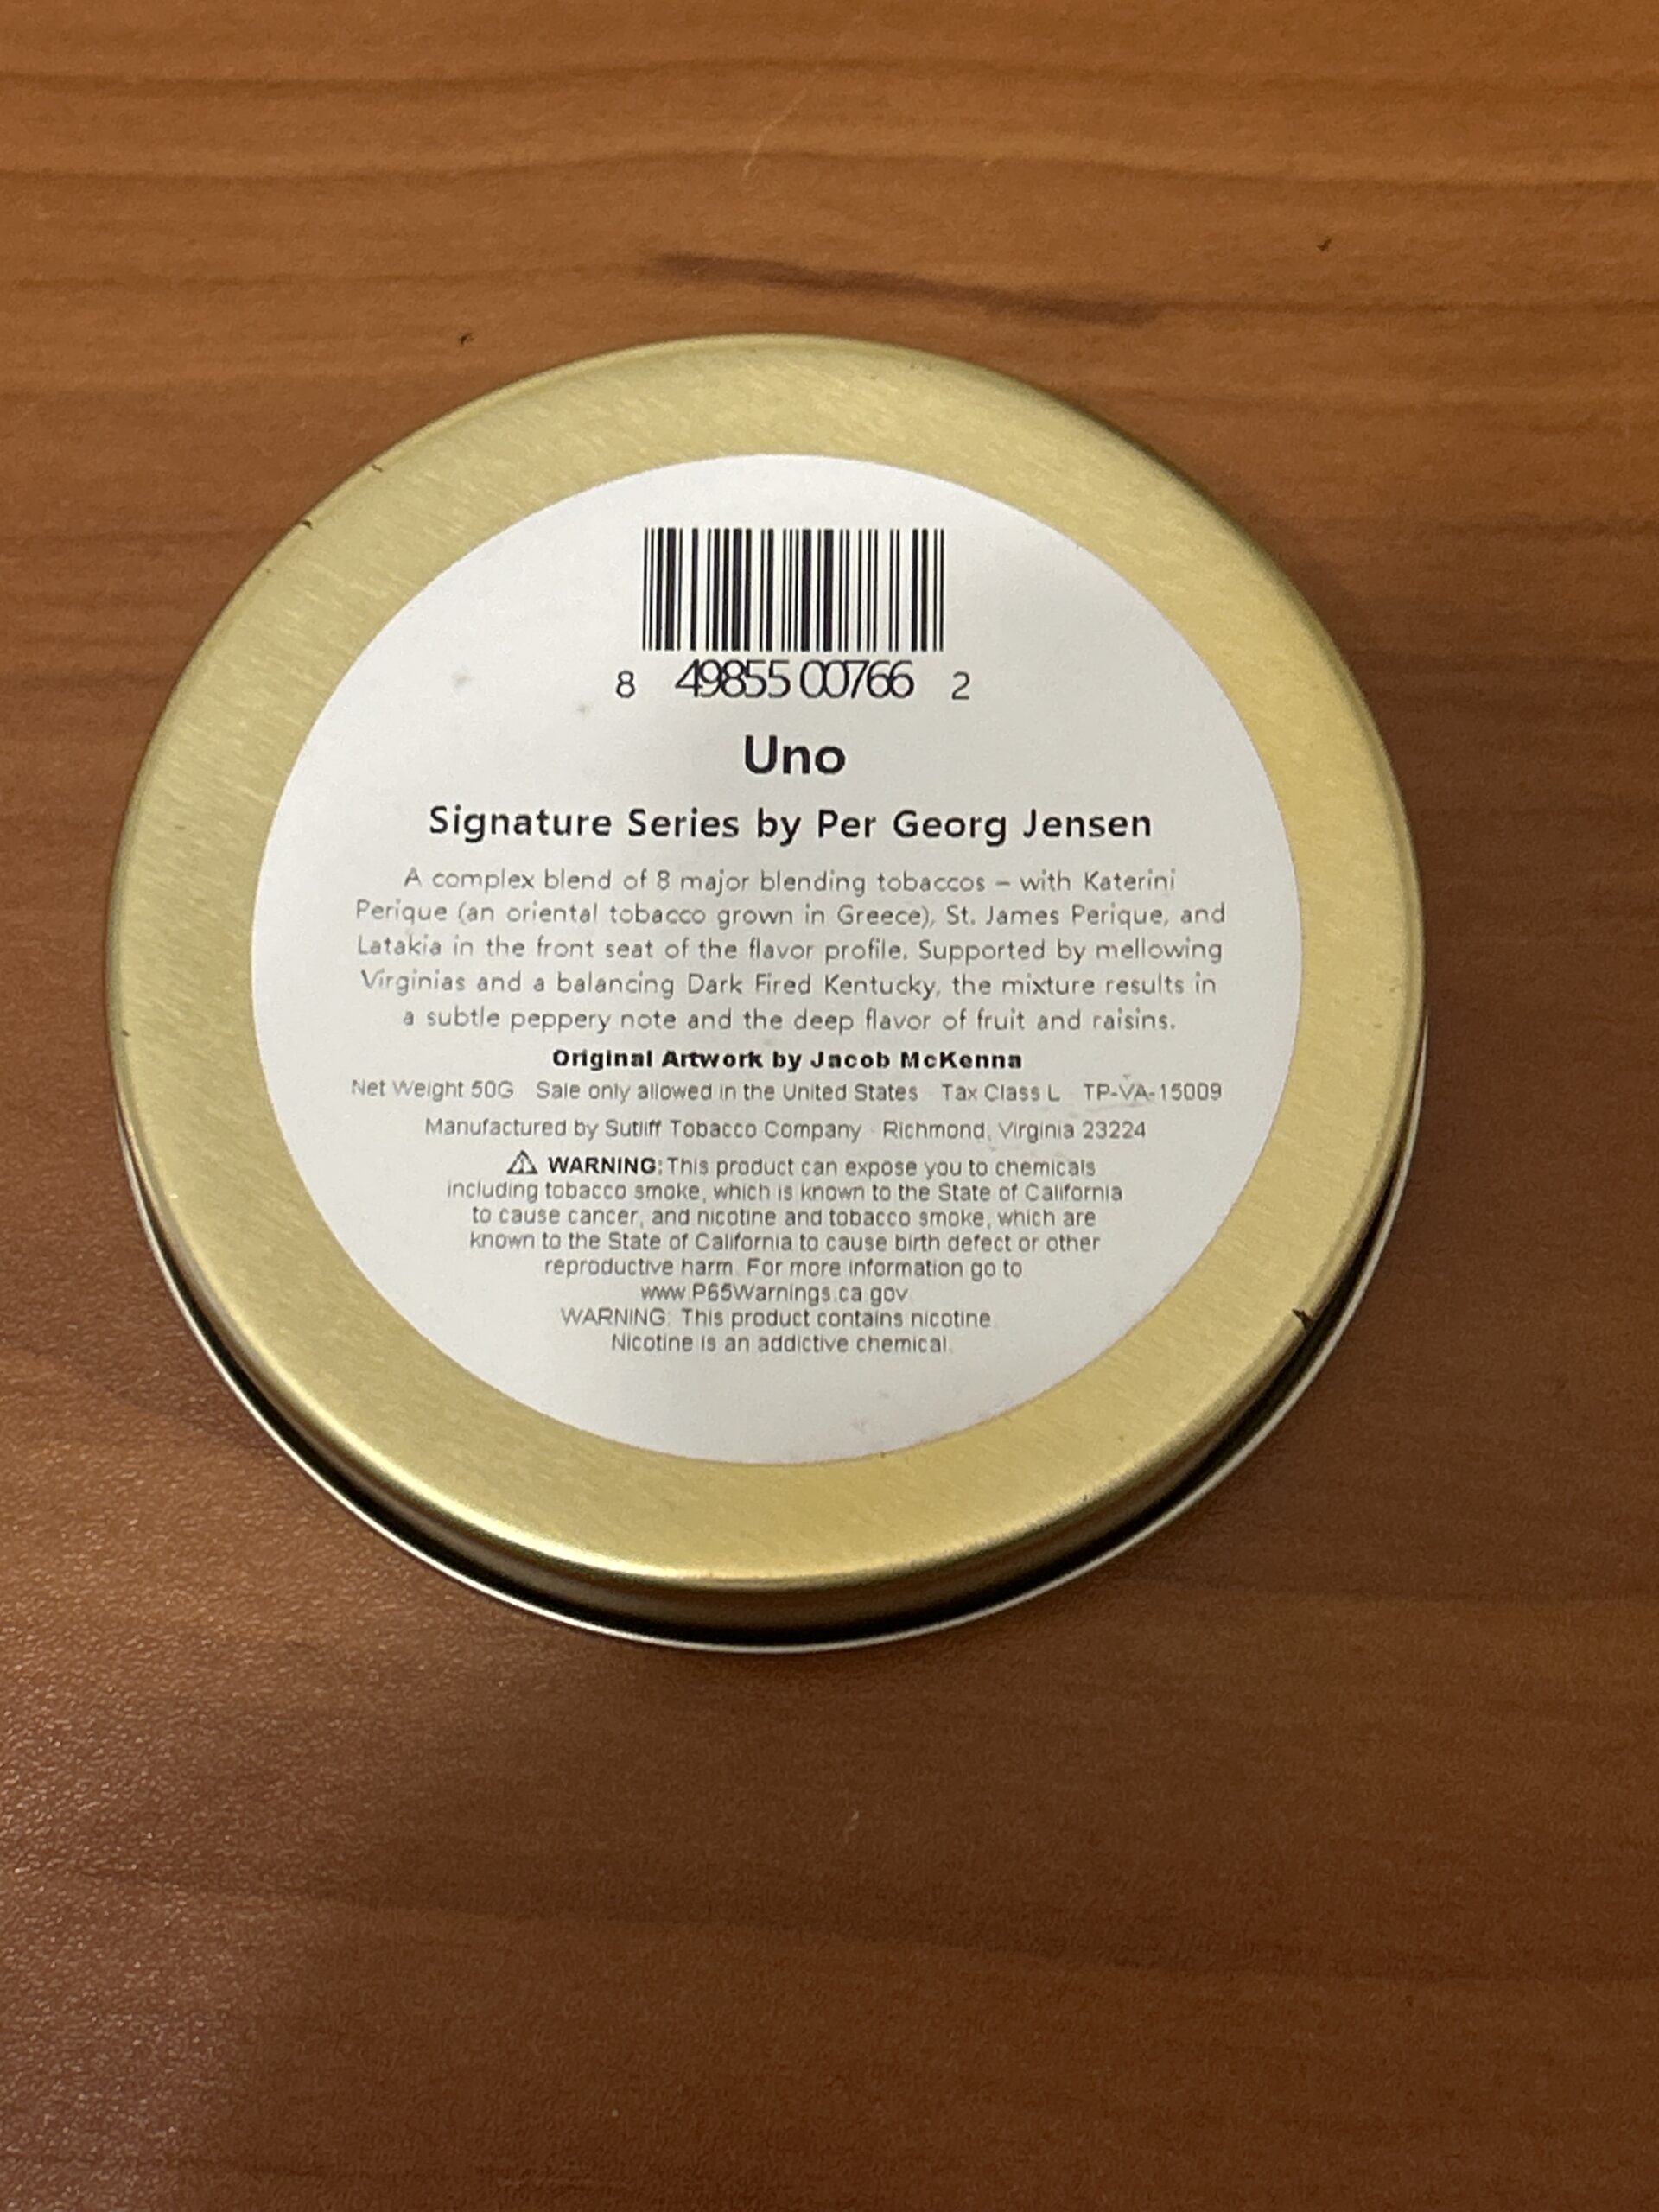 8 49855 00766 2
Uno
Signature Series by Per Georg Jensen
A complex blend of 8 major blending tobaccos – with Katerini
Perique (an oriental tobacco grown in Greece), St. James Perique, and
Latakia in the front seat of the flavor profile. Supported by mellowing
Virginias and a balancing Dark Fired Kentucky, the mixture results in
a subtle peppery note and the deep flavor of fruit and raisins.
Original Artwork by Jacob McKenna
Net Weight 50G Sale only allowed in the United States Tax Class L TP-VA-15009
Manufactured by Sutliff Tobacco Company · Richmond, Virginia 23224
⚠ WARNING: This product can expose you to chemicals
including tobacco smoke, which is known to the State of California
to cause cancer, and nicotine and tobacco smoke, which are
known to the State of California to cause birth defect or other
reproductive harm. For more information go to
www.P65Warnings.ca.gov.
WARNING: This product contains nicotine.
Nicotine is an addictive chemical.